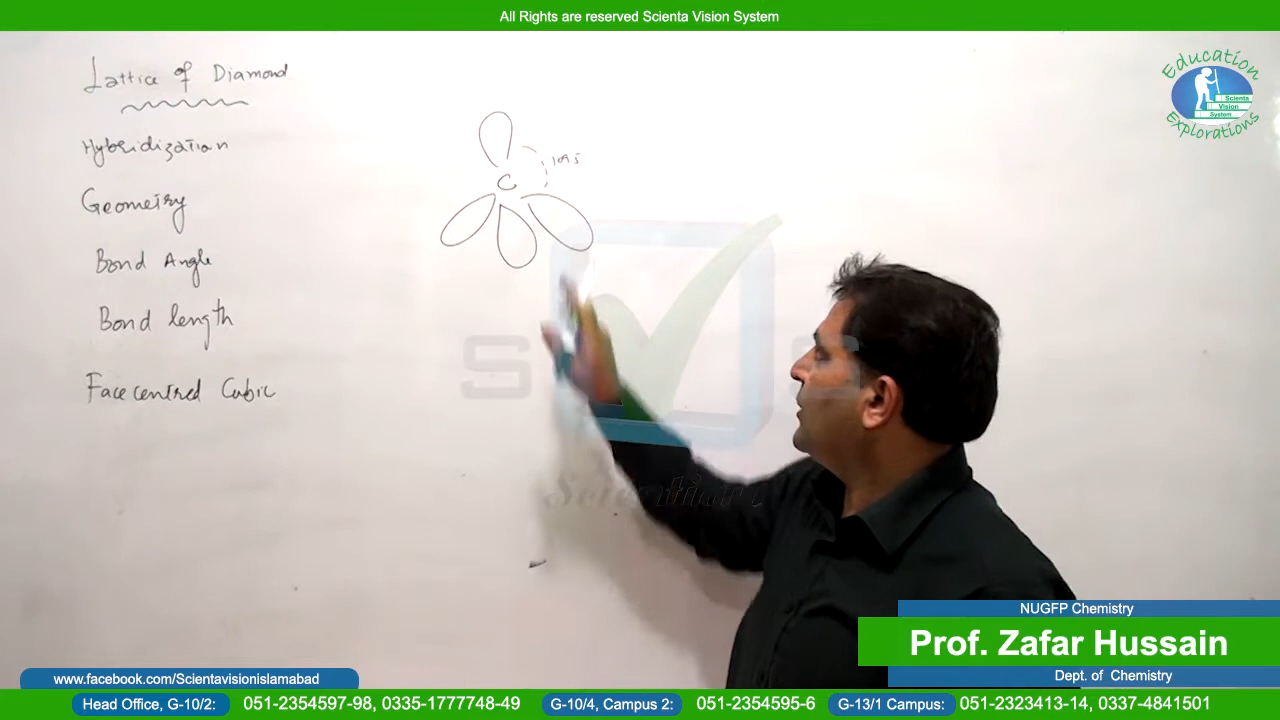 All Rights are reserved Scienta Vision System
Education
Scienta
Vision
System
Explorations
Lattice of Diamond
Hybridization
Geometry
Bond Angle
Bond length
Facecentred Cubic
C
109.5
S
G
NUGFP Chemistry
Prof. Zafar Hussain
Dept. of Chemistry
www.facebook.com/Scientavisionislamabad
Head Office, G-10/2: 051-2354597-98, 0335-1777748-49 G-10/4, Campus 2: 051-2354595-6 G-13/1 Campus: 051-2323413-14, 0337-4841501